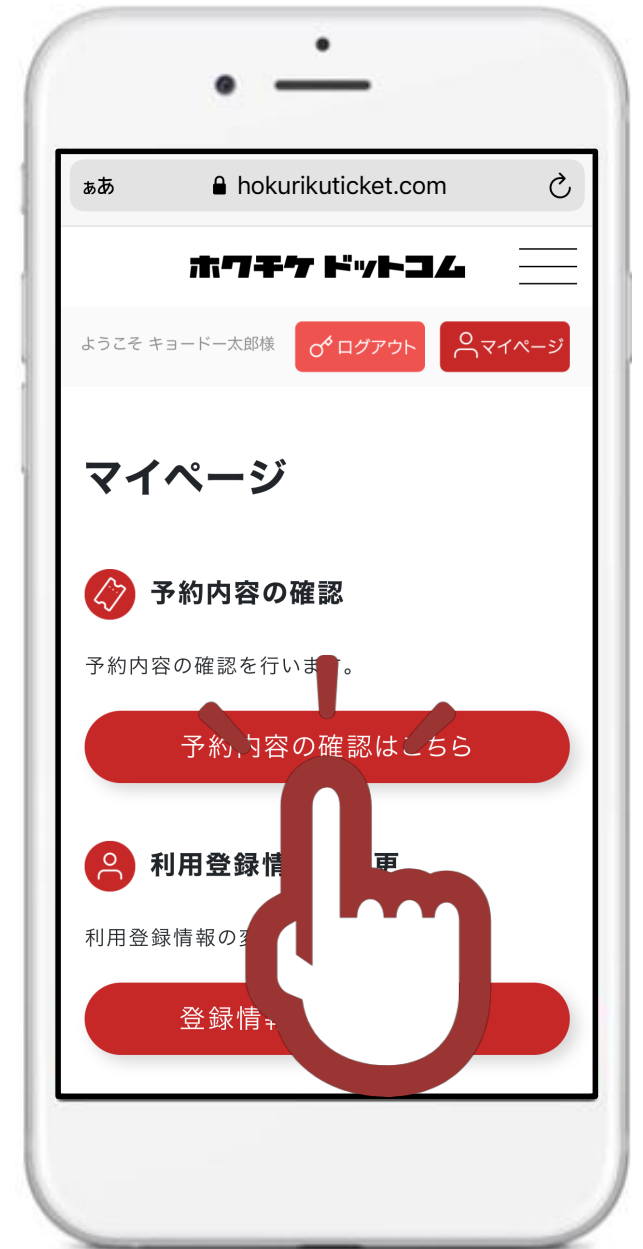 ぁあ hokurikuticket.com
ホクチケ ドットコム
ようこそ キョードー太郎様 ログアウト マイページ
マイページ
予約内容の確認
予約内容の確認を行いま 。
予約内容の確認はこちら
利用登録情 更
利用登録情報の
登録情